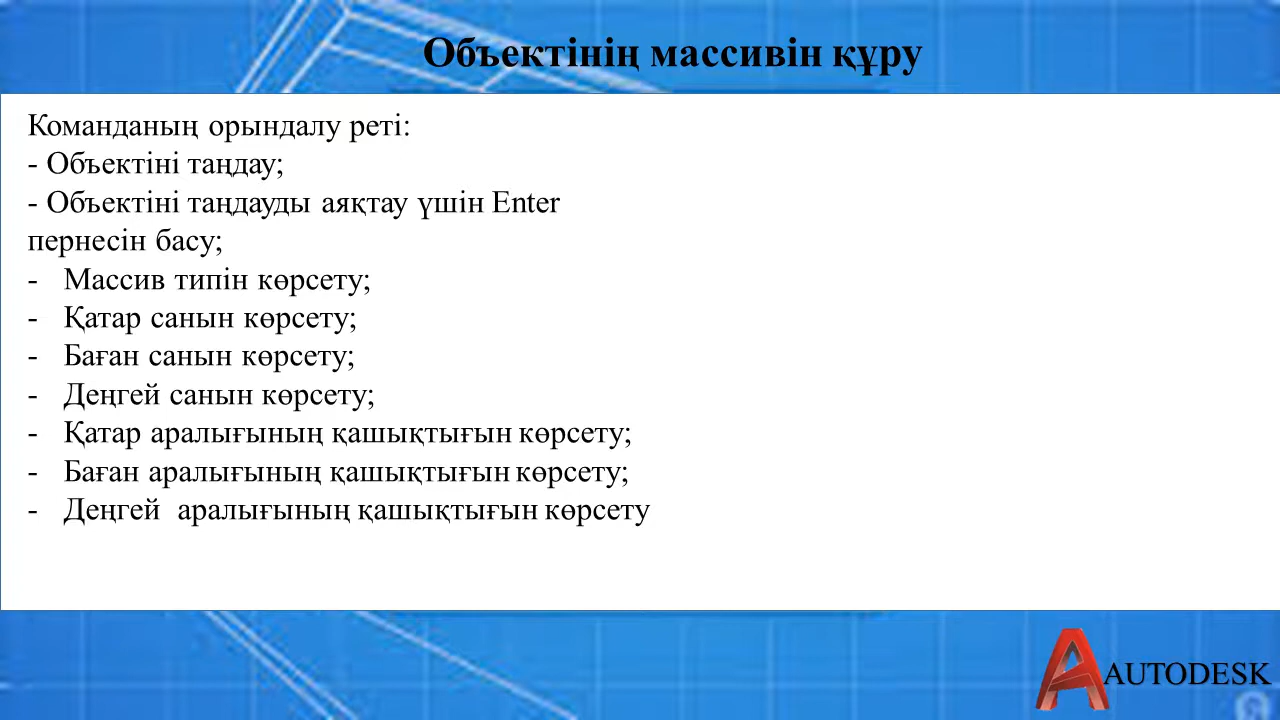 Объектінің массивін құру
Команданың орындалу реті:
- Объектіні таңдау;
- Объектіні таңдауды аяқтау үшін Enter
пернесін басу;
- Массив типін көрсету;
- Қатар санын көрсету;
- Баған санын көрсету;
- Деңгей санын көрсету;
- Қатар аралығының қашықтығын көрсету;
- Баған аралығының қашықтығын көрсету;
- Деңгей  аралығының қашықтығын көрсету
AUTODESK